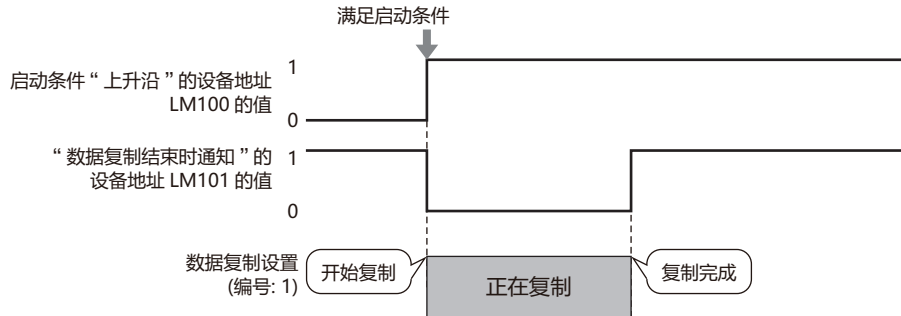 满足启动条件
启动条件“上升沿”的设备地址
LM100 的值
1
0
“数据复制结束时通知”的
设备地址 LM101 的值
1
0
数据复制设置
(编号: 1)
开始复制
正在复制
复制完成